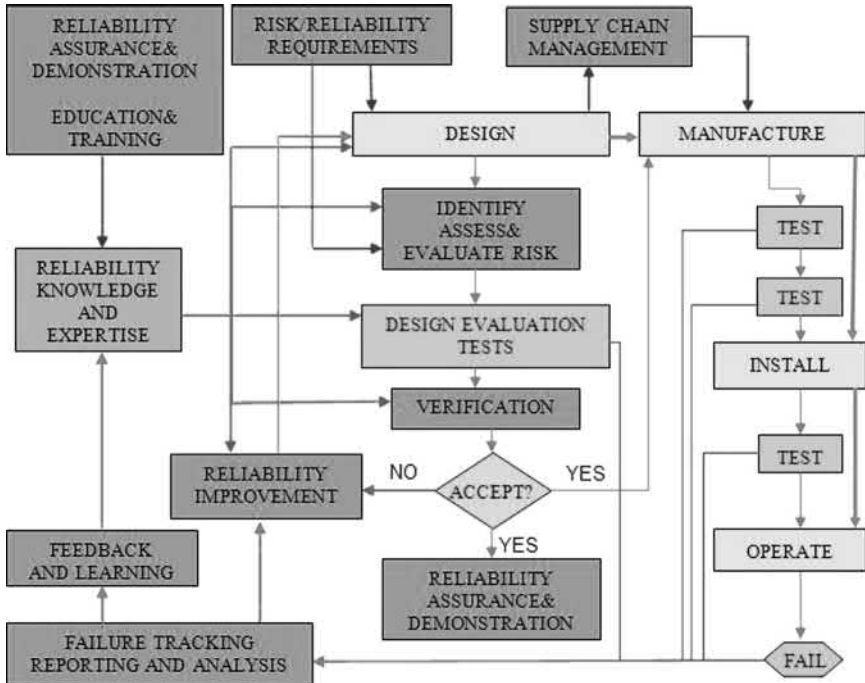 RELIABILITY
ASSURANCE&
DEMONSTRATION
EDUCATION&
TRAINING
RISK/RELIABILITY
REQUIREMENTS
SUPPLY CHAIN
MANAGEMENT
DESIGN
MANUFACTURE
IDENTIFY
ASSESS&
EVALUATE RISK
TEST
RELIABILITY
KNOWLEDGE
AND
EXPERTISE
TEST
DESIGN EVALUATION
TESTS
INSTALL
VERIFICATION
TEST
RELIABILITY
IMPROVEMENT
NO
ACCEPT?
YES
YES
OPERATE
FEEDBACK
AND LEARNING
RELIABILITY
ASSURANCE&
DEMONSTRATION
FAILURE TRACKING
REPORTING AND ANALYSIS
FAIL